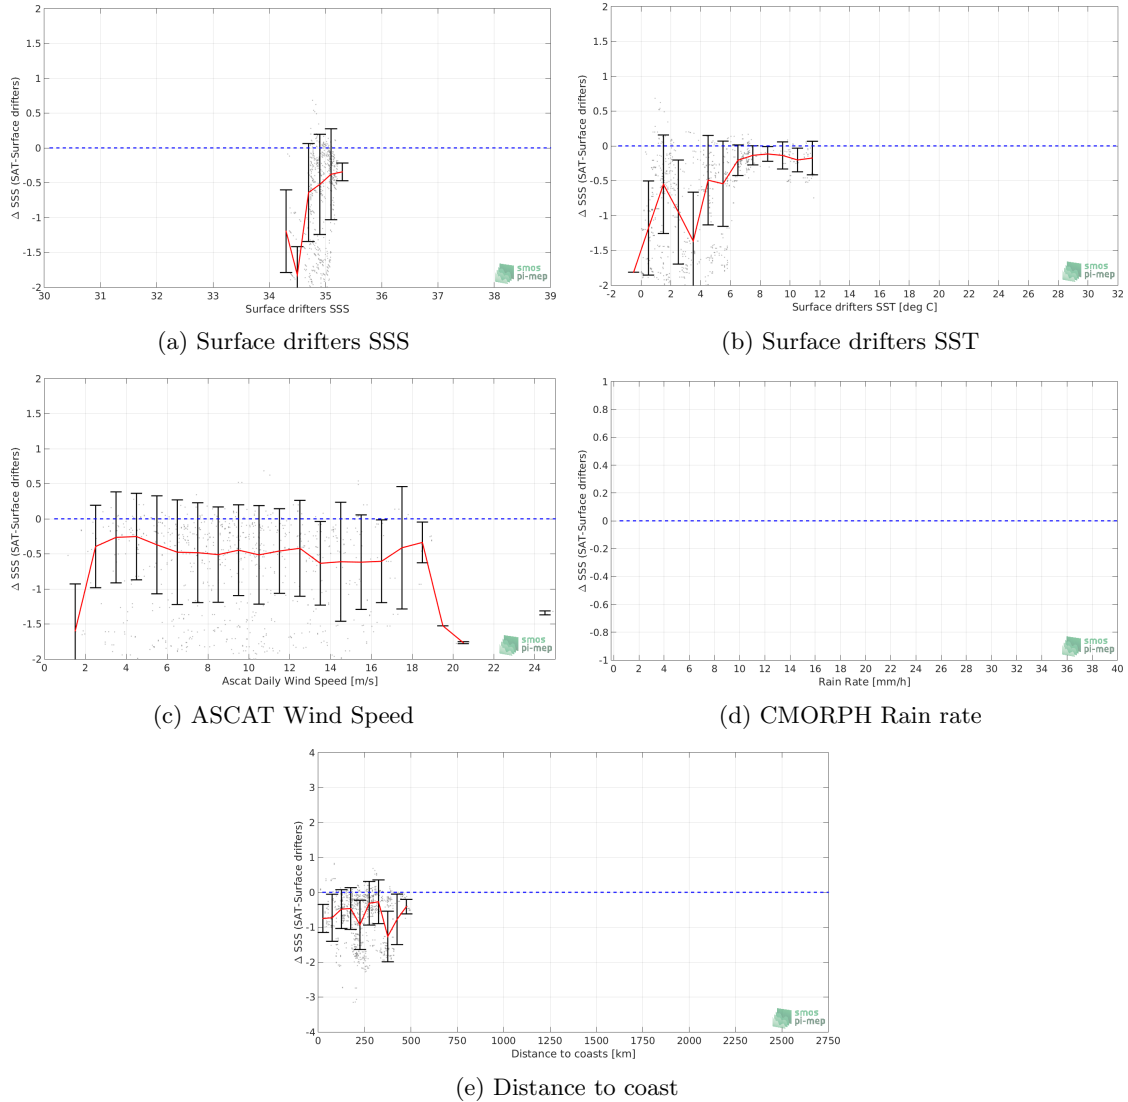 2
1.5
1
0.5
0
-0.5
-1
-1.5
-2
Δ SSS (SAT-Surface drifters)
30 31 32 33 34 35 36 37 38 39
Surface drifters SSS
smos
pi-mep
(a) Surface drifters SSS
2
1.5
1
0.5
0
-0.5
-1
-1.5
-2
Δ SSS (SAT-Surface drifters)
-2 0 2 4 6 8 10 12 14 16 18 20 22 24 26 28 30 32
Surface drifters SST [deg C]
smos
pi-mep
(b) Surface drifters SST
2
1.5
1
0.5
0
-0.5
-1
-1.5
-2
Δ SSS (SAT-Surface drifters)
0 2 4 6 8 10 12 14 16 18 20 22 24
Ascat Daily Wind Speed [m/s]
smos
pi-mep
(c) ASCAT Wind Speed
1
0.8
0.6
0.4
0.2
0
-0.2
-0.4
-0.6
-0.8
-1
Δ SSS (SAT-Surface drifters)
0 2 4 6 8 10 12 14 16 18 20 22 24 26 28 30 32 34 36 38 40
Rain Rate [mm/h]
smos
pi-mep
(d) CMORPH Rain rate
4
3
2
1
0
-1
-2
-3
-4
Δ SSS (SAT-Surface drifters)
0 250 500 750 1000 1250 1500 1750 2000 2250 2500 2750
Distance to coasts [km]
smos
pi-mep
(e) Distance to coast